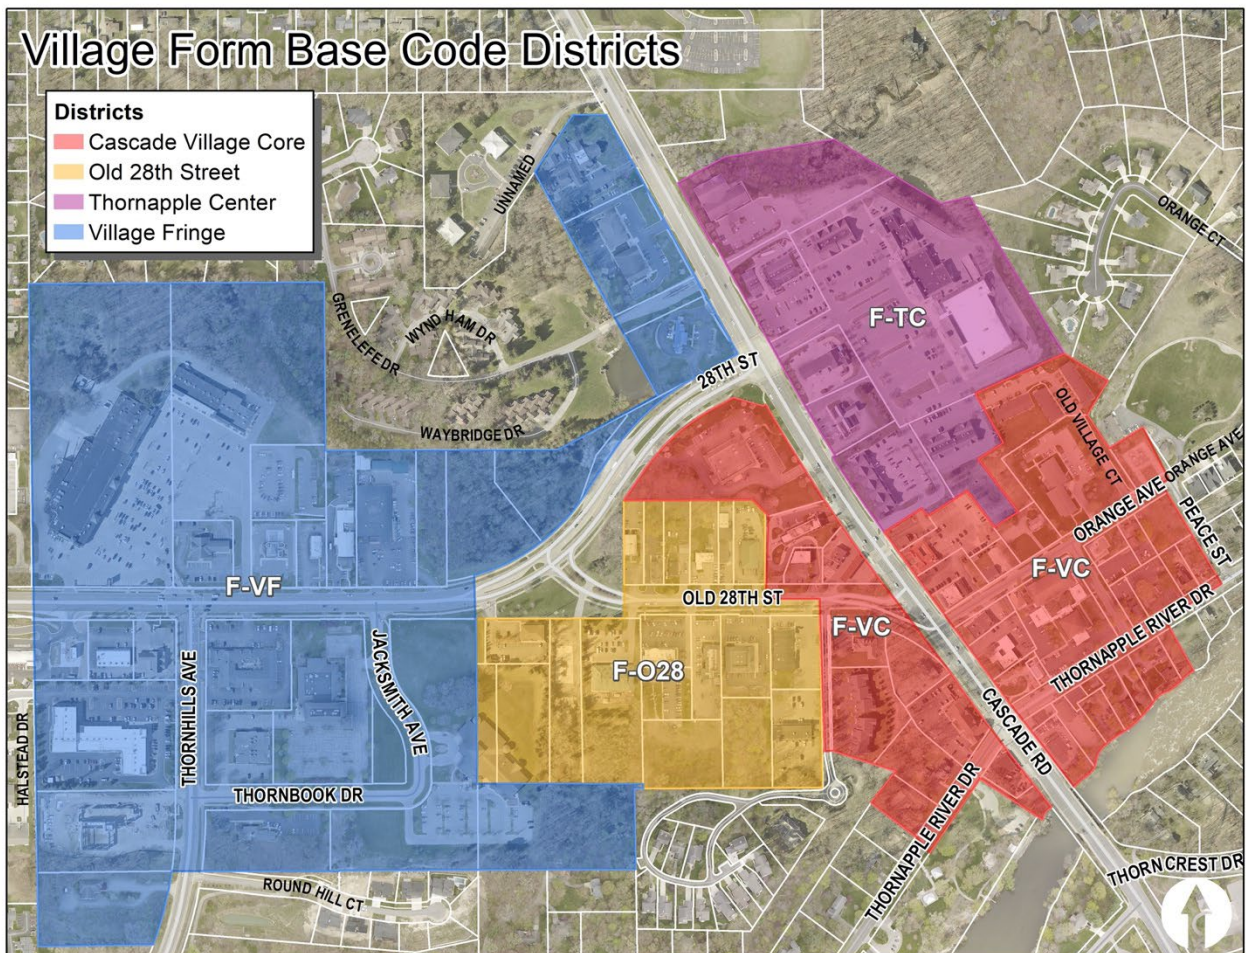 Village Form Base Code Districts
Districts
Cascade Village Core
Old 28th Street
Thornapple Center
Village Fringe
UNNAMED
ORANGE CT
GRENELEFE DR
WYND HAM DR
F-TC
28TH ST
WAYBRIDGE DR
OLD VILLAGE CT
ORANGE AVE
ORANGE AVE
PEACE ST
F-VF
F-VC
OLD 28TH ST
F-VC
THORNAPPLE RIVER DR
F-O28
JACKSMITH AVE
THORNHILLS AVE
HALSTEAD DR
CASCADE RD
THORNBOOK DR
THORNAPPLE RIVER DR
ROUND HILL CT
THORN CREST DR